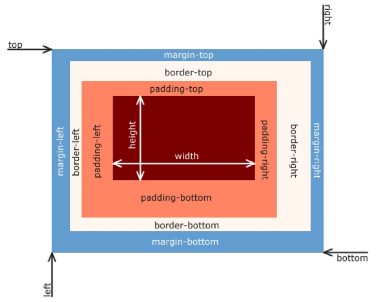 right
top
margin-top
border-top
padding-top
margin-left
border-left
padding-left
height
width
padding-right
border-right
margin-right
padding-bottom
border-bottom
margin-bottom
bottom
left